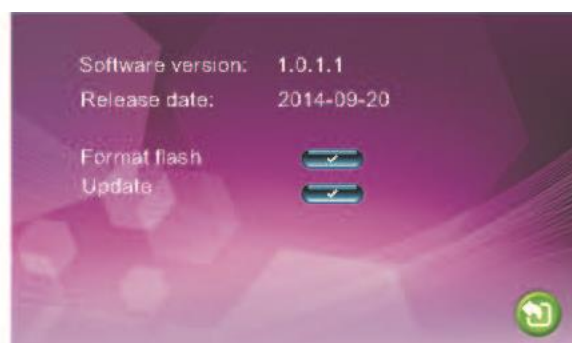 Software version: 1.0.1.1
Release date: 2014-09-20
Format flash
Update